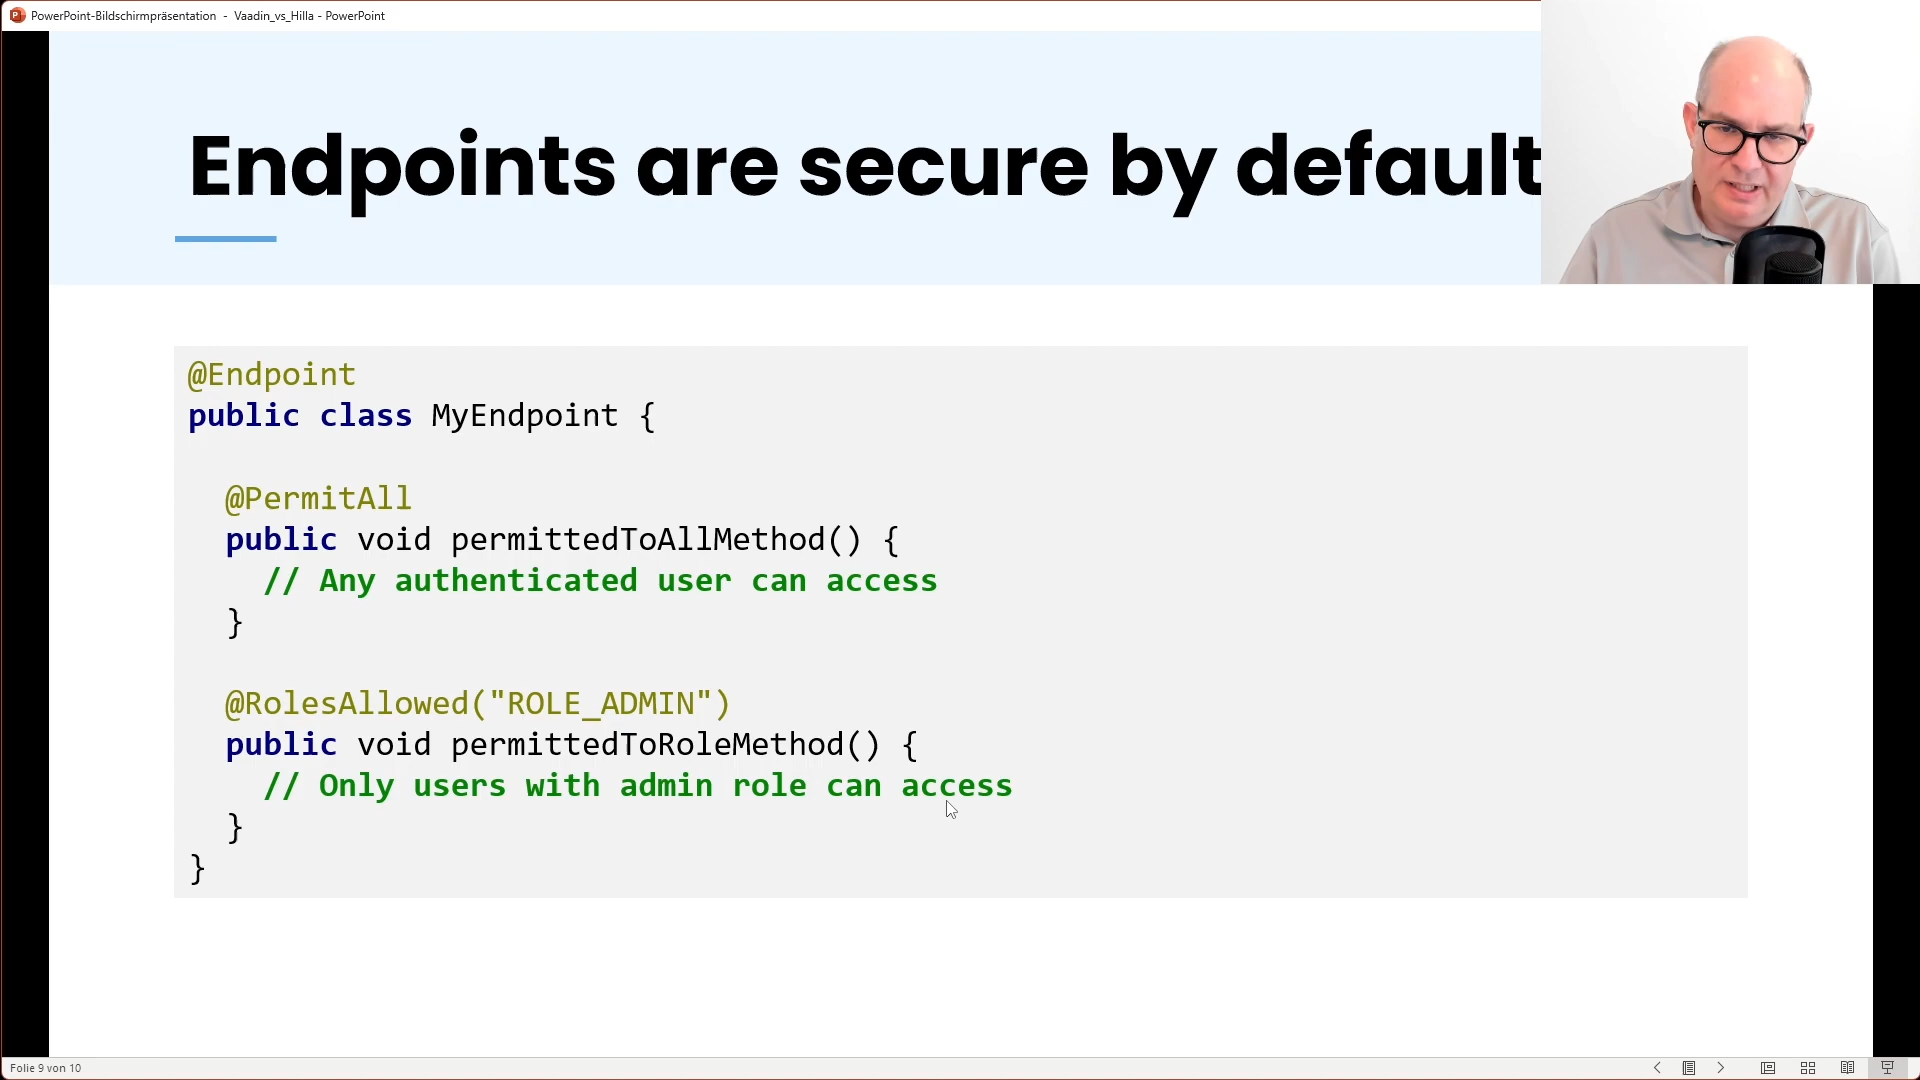 PowerPoint-Bildschirmpräsentation - Vaadin_vs_Hilla - PowerPoint
Endpoints are secure by default
@Endpoint
public class MyEndpoint {
@PermitAll
public void permittedToAllMethod() {
// Any authenticated user can access
}
@RolesAllowed("ROLE_ADMIN")
public void permittedToRoleMethod() {
// Only users with admin role can access
}
}
Folie 9 von 10